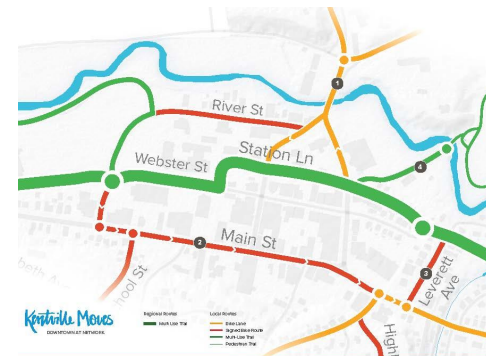 1
River St
Station Ln
Webster St
4
Main St
2
3
Leverett
Ave
ool St
High
Kentville Moves
DOWNTOWN AT NETWORK
Regional Routes
Multi-Use Trail
Local Routes
Bike Lane
Signed Bike Route
Multi-Use Trail
Pedestrian Trail